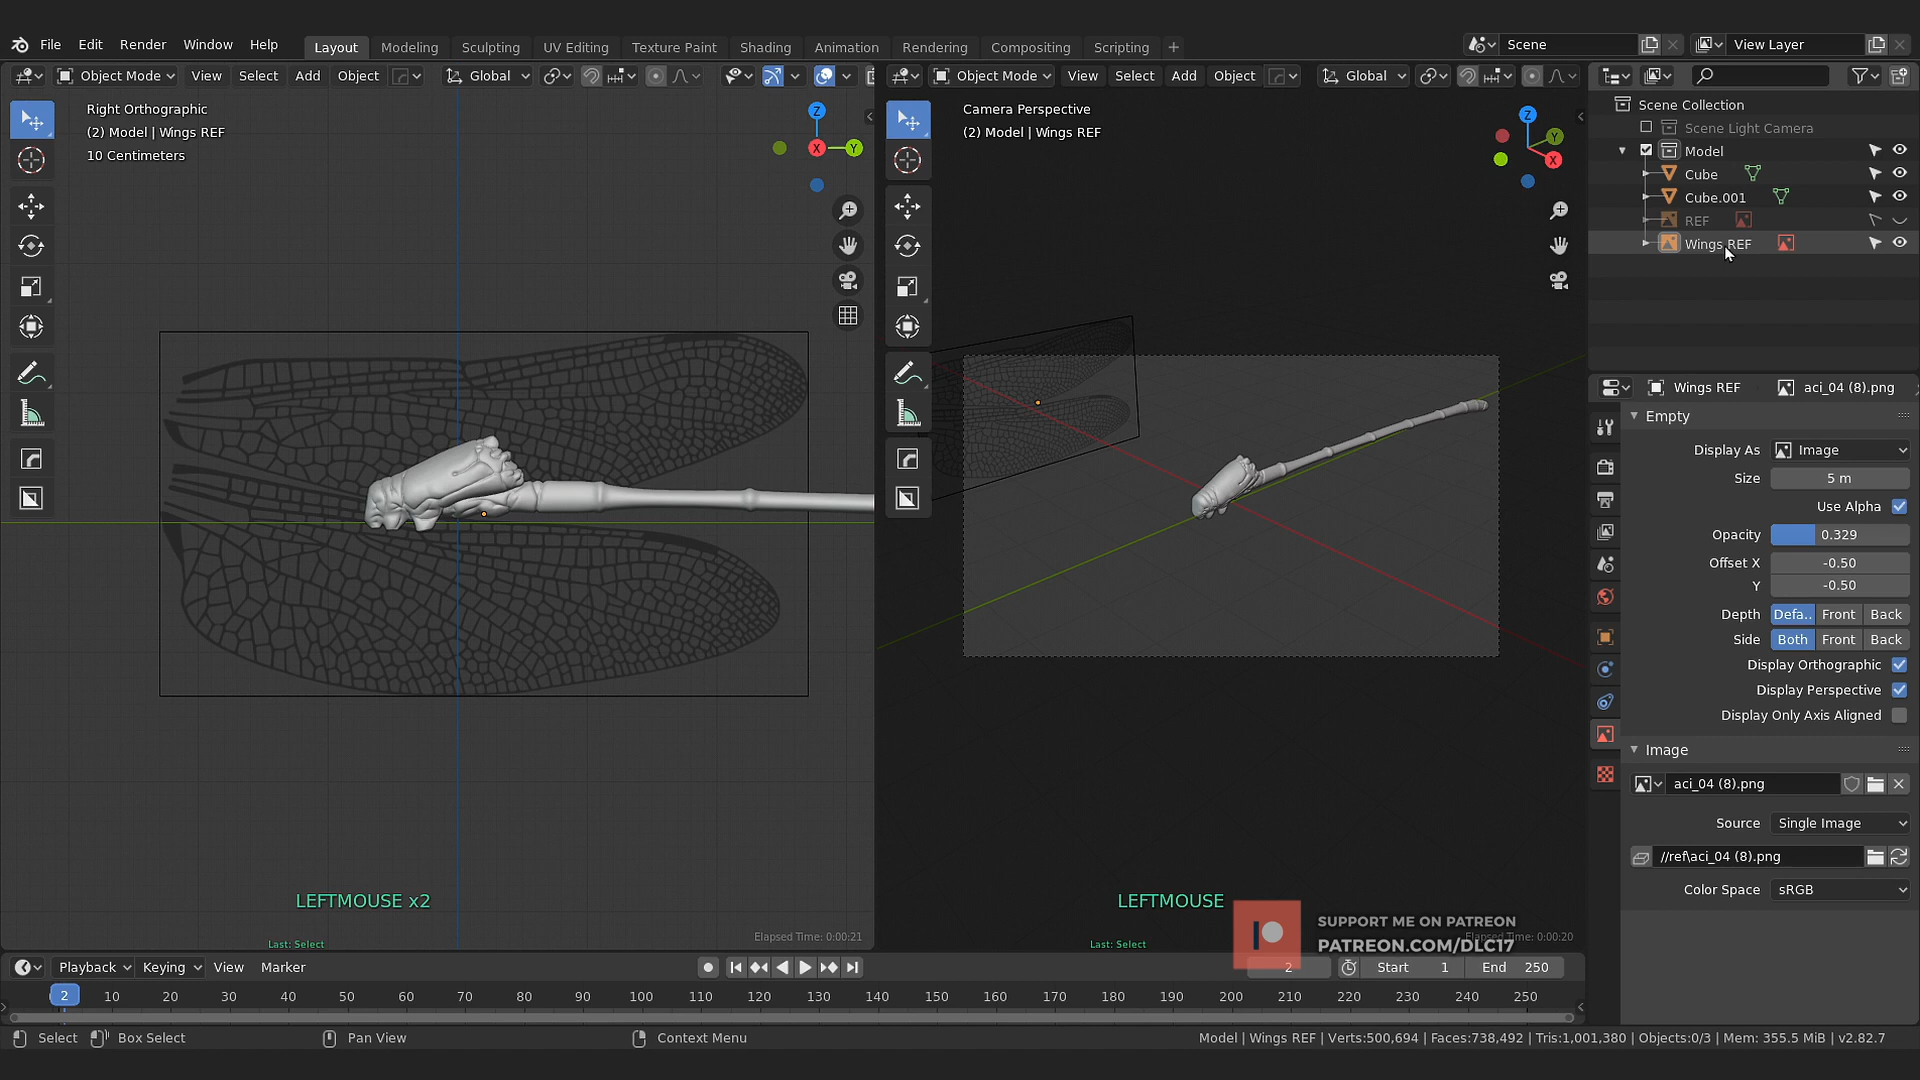 File Edit Render Window Help Layout Modeling Sculpting UV Editing Texture Paint Shading Animation Rendering Compositing Scripting + Scene View Layer
Object Mode View Select Add Object Global
Object Mode View Select Add Object Global
Right Orthographic
(2) Model | Wings REF
10 Centimeters
Z
X
Y
Camera Perspective
(2) Model | Wings REF
Z
Y
X
Scene Collection
Scene Light Camera
Model
Cube
Cube.001
REF
Wings REF
Wings REF aci_04 (8).png
Empty
Display As Image
Size 5 m
Use Alpha
Opacity 0.329
Offset X -0.50
Y -0.50
Depth Defa.. Front Back
Side Both Front Back
Display Orthographic
Display Perspective
Display Only Axis Aligned
Image
aci_04 (8).png
Source Single Image
//ref\aci_04 (8).png
Color Space sRGB
LEFTMOUSE x2
Last: Select
Elapsed Time: 0:00:21
LEFTMOUSE
Last: Select
Elapsed Time: 0:00:20
SUPPORT ME ON PATREON
PATREON.COM/DLC17
Playback Keying View Marker 2 Start 1 End 250
2 10 20 30 40 50 60 70 80 90 100 110 120 130 140 150 160 170 180 190 200 210 220 230 240 250
Select Box Select Pan View Context Menu Model | Wings REF | Verts:500,694 | Faces:738,492 | Tris:1,001,380 | Objects:0/3 | Mem: 355.5 MiB | v2.82.7